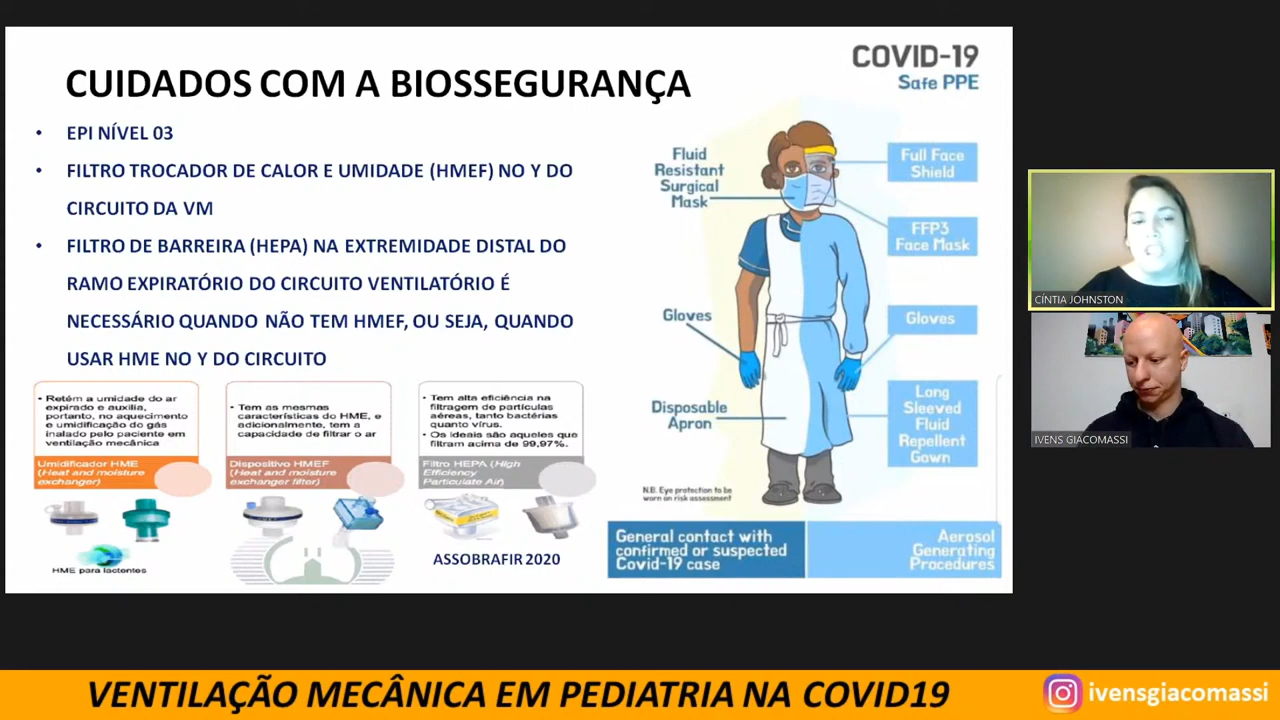 CUIDADOS COM A BIOSSEGURANÇA
• EPI NÍVEL 03
• FILTRO TROCADOR DE CALOR E UMIDADE (HMEF) NO Y DO
CIRCUITO DA VM
• FILTRO DE BARREIRA (HEPA) NA EXTREMIDADE DISTAL DO
RAMO EXPIRATÓRIO DO CIRCUITO VENTILATÓRIO É
NECESSÁRIO QUANDO NÃO TEM HMEF, OU SEJA, QUANDO
USAR HME NO Y DO CIRCUITO
• Retém a umidade do ar
expirado e auxilia,
portanto, no aquecimento
e umidificação do gás
inalado pelo paciente em
ventilação mecânica
Umidificador HME
(Heat and moisture
exchanger)
HME para lactentes
• Tem as mesmas
características do HME, e
adicionalmente, tem a
capacidade de filtrar o ar
Dispositivo HMEF
(Heat and moisture
exchanger filter)
• Tem alta eficiência na
filtragem de partículas
aéreas, tanto bactérias
quanto vírus.
• Os ideais são aqueles que
filtram acima de 99,97%.
Filtro HEPA (High
Efficiency
Particulate Air)
ASSOBRAFIR 2020
COVID-19
Safe PPE
Fluid
Resistant
Surgical
Mask
Gloves
Disposable
Apron
Full Face
Shield
FFP3
Face Mask
Gloves
Long
Sleeved
Fluid
Repellent
Gown
N.B. Eye protection to be
worn on risk assessment
General contact with
confirmed or suspected
Covid-19 case
Aerosol
Generating
Procedures
CÍNTIA JOHNSTON
IVENS GIACOMASSI
VENTILAÇÃO MECÂNICA EM PEDIATRIA NA COVID19
ivensgiacomassi